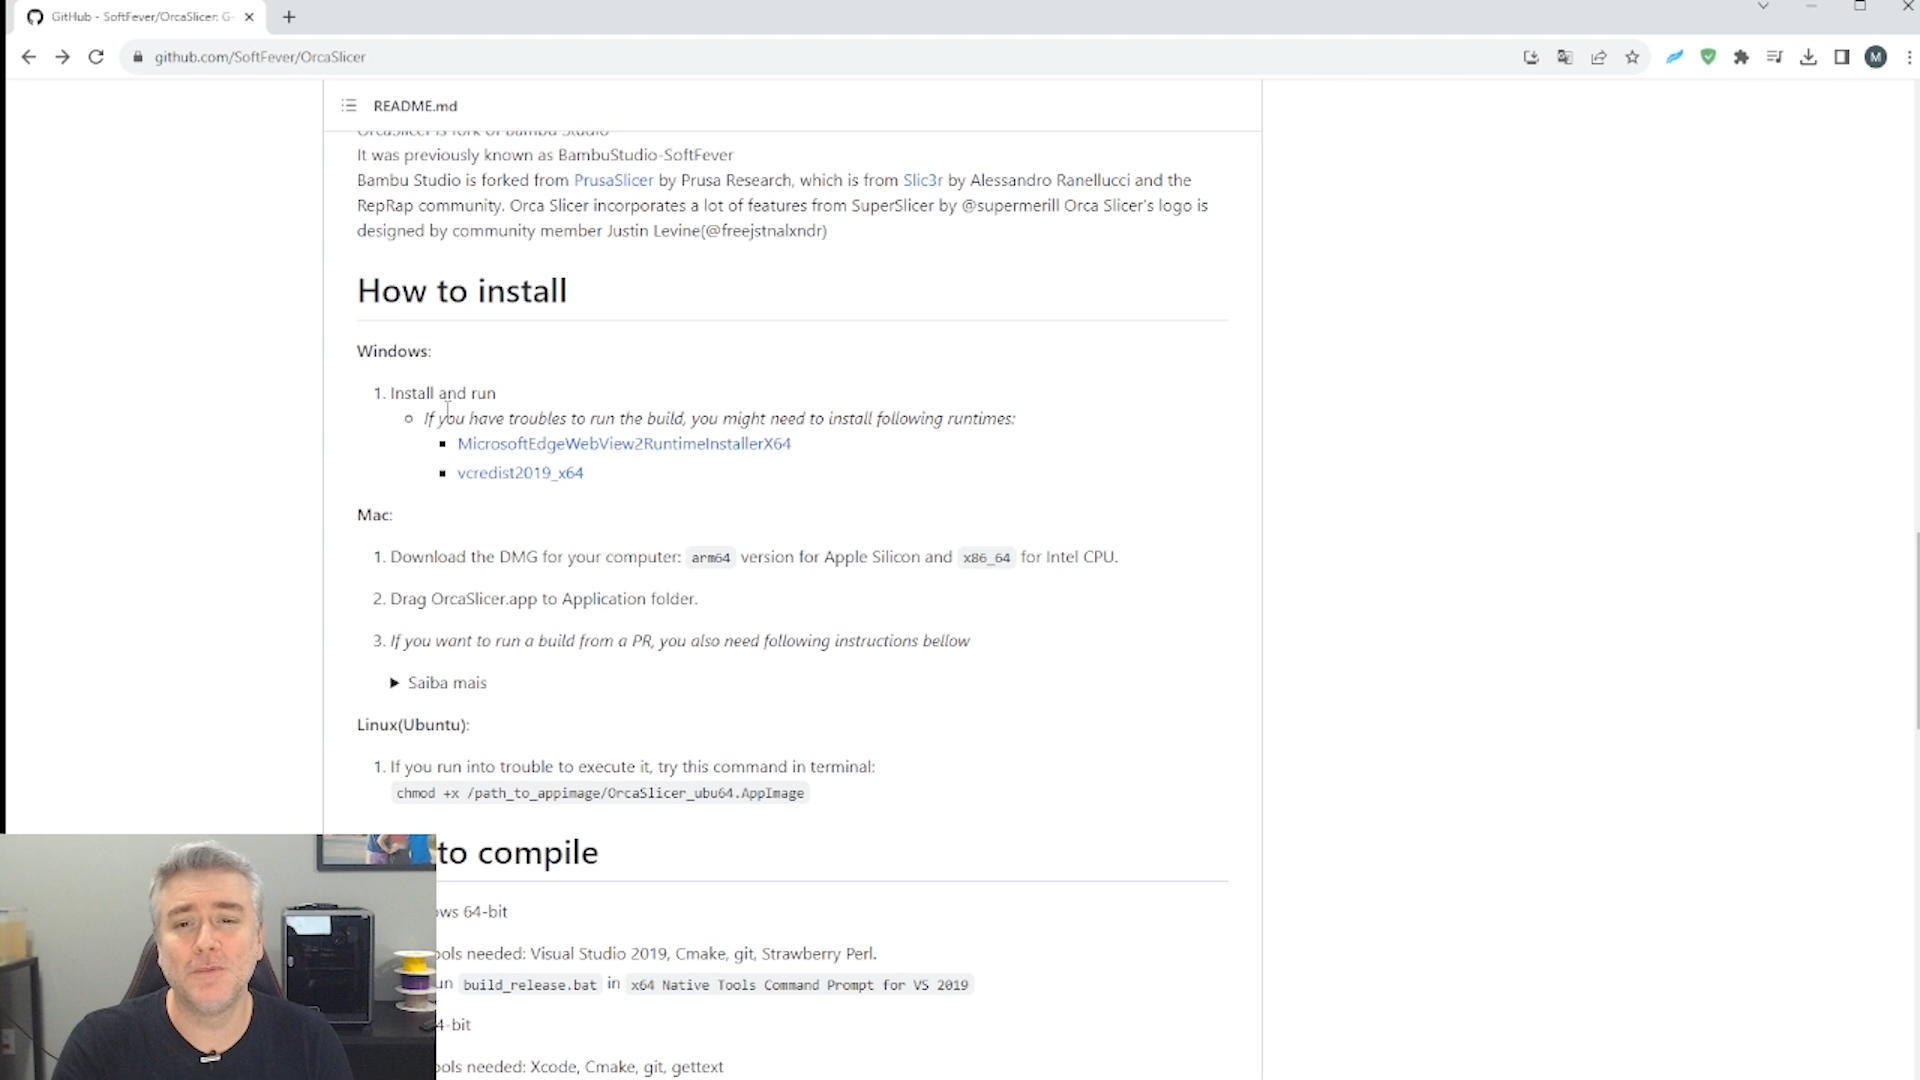 GitHub - SoftFever/OrcaSlicer: G
github.com/SoftFever/OrcaSlicer
M
README.md
OrcaSlicer is fork of Bambu Studio
It was previously known as BambuStudio-SoftFever
Bambu Studio is forked from PrusaSlicer by Prusa Research, which is from Slic3r by Alessandro Ranellucci and the
RepRap community. Orca Slicer incorporates a lot of features from SuperSlicer by @supermerill Orca Slicer's logo is
designed by community member Justin Levine(@freejstnalxndr)
How to install
Windows:
1. Install and run
If you have troubles to run the build, you might need to install following runtimes:
MicrosoftEdgeWebView2RuntimeInstallerX64
vcredist2019_x64
Mac:
1. Download the DMG for your computer: arm64 version for Apple Silicon and x86_64 for Intel CPU.
2. Drag OrcaSlicer.app to Application folder.
3. If you want to run a build from a PR, you also need following instructions bellow
Saiba mais
Linux(Ubuntu):
1. If you run into trouble to execute it, try this command in terminal:
chmod +x /path_to_appimage/OrcaSlicer_ubu64.AppImage
to compile
ows 64-bit
ools needed: Visual Studio 2019, Cmake, git, Strawberry Perl.
un build_release.bat in x64 Native Tools Command Prompt for VS 2019
4-bit
ools needed: Xcode, Cmake, git, gettext